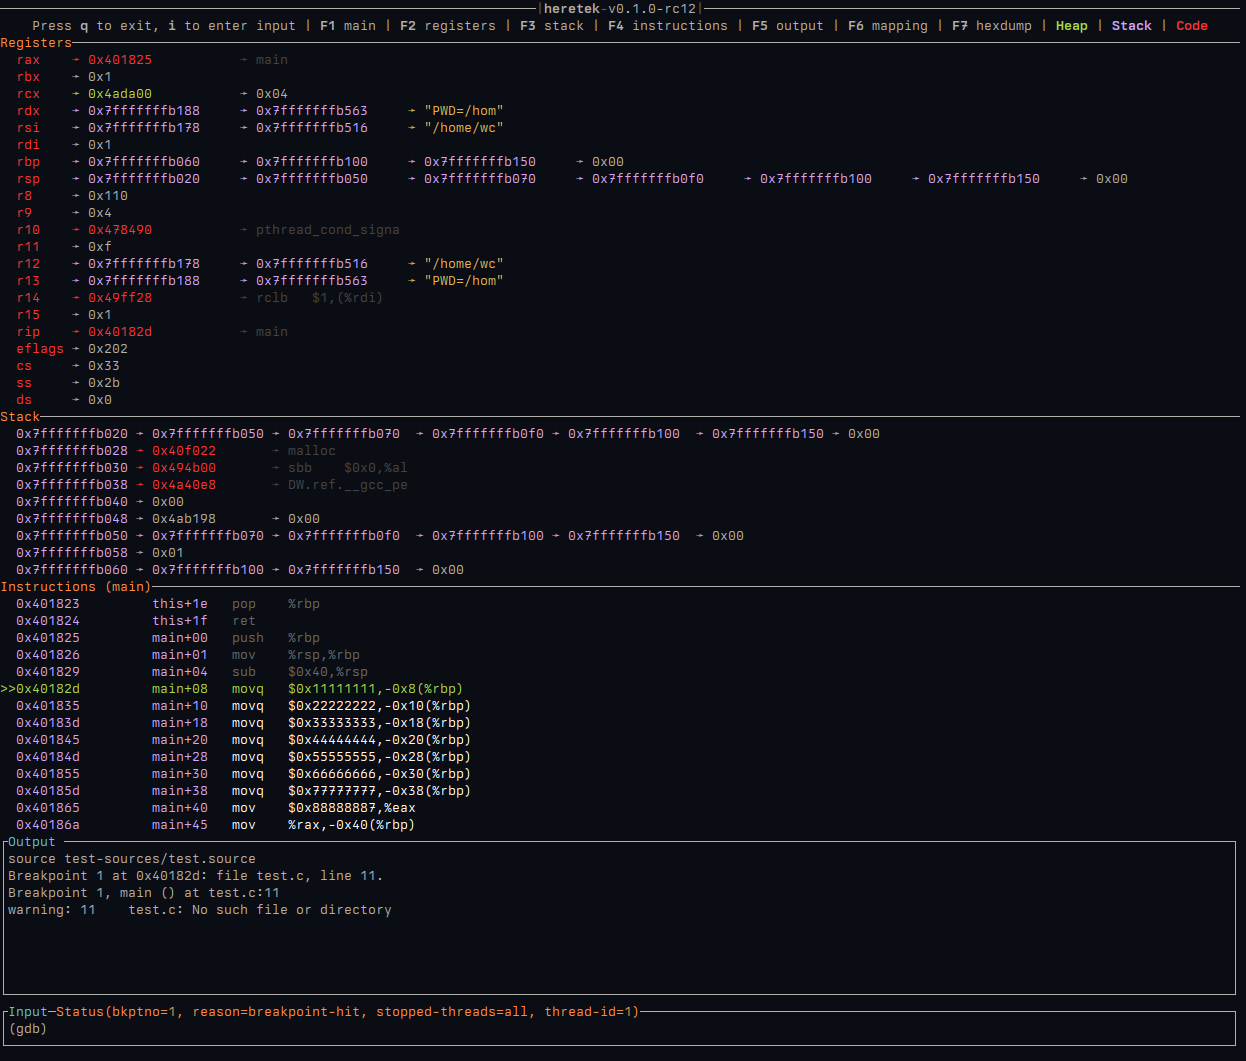 |heretek-v0.1.0-rc12|
Press q to exit, i to enter input | F1 main | F2 registers | F3 stack | F4 instructions | F5 output | F6 mapping | F7 hexdump | Heap | Stack | Code
Registers
rax → 0x401825 → main
rbx → 0x1
rcx → 0x4ada00 → 0x04
rdx → 0x7fffffffb188 → 0x7fffffffb563 → "PWD=/hom"
rsi → 0x7fffffffb178 → 0x7fffffffb516 → "/home/wc"
rdi → 0x1
rbp → 0x7fffffffb060 → 0x7fffffffb100 → 0x7fffffffb150 → 0x00
rsp → 0x7fffffffb020 → 0x7fffffffb050 → 0x7fffffffb070 → 0x7fffffffb0f0 → 0x7fffffffb100 → 0x7fffffffb150 → 0x00
r8 → 0x110
r9 → 0x4
r10 → 0x478490 → pthread_cond_signa
r11 → 0xf
r12 → 0x7fffffffb178 → 0x7fffffffb516 → "/home/wc"
r13 → 0x7fffffffb188 → 0x7fffffffb563 → "PWD=/hom"
r14 → 0x49ff28 → rclb $1,(%rdi)
r15 → 0x1
rip → 0x40182d → main
eflags → 0x202
cs → 0x33
ss → 0x2b
ds → 0x0
Stack
0x7fffffffb020 → 0x7fffffffb050 → 0x7fffffffb070 → 0x7fffffffb0f0 → 0x7fffffffb100 → 0x7fffffffb150 → 0x00
0x7fffffffb028 → 0x40f022 → malloc
0x7fffffffb030 → 0x494b00 → sbb $0x0,%al
0x7fffffffb038 → 0x4a40e8 → DW.ref.__gcc_pe
0x7fffffffb040 → 0x00
0x7fffffffb048 → 0x4ab198 → 0x00
0x7fffffffb050 → 0x7fffffffb070 → 0x7fffffffb0f0 → 0x7fffffffb100 → 0x7fffffffb150 → 0x00
0x7fffffffb058 → 0x01
0x7fffffffb060 → 0x7fffffffb100 → 0x7fffffffb150 → 0x00
Instructions (main)
0x401823 this+1e pop %rbp
0x401824 this+1f ret
0x401825 main+00 push %rbp
0x401826 main+01 mov %rsp,%rbp
0x401829 main+04 sub $0x40,%rsp
>>0x40182d main+08 movq $0x11111111,-0x8(%rbp)
0x401835 main+10 movq $0x22222222,-0x10(%rbp)
0x40183d main+18 movq $0x33333333,-0x18(%rbp)
0x401845 main+20 movq $0x44444444,-0x20(%rbp)
0x40184d main+28 movq $0x55555555,-0x28(%rbp)
0x401855 main+30 movq $0x66666666,-0x30(%rbp)
0x40185d main+38 movq $0x77777777,-0x38(%rbp)
0x401865 main+40 mov $0x88888887,%eax
0x40186a main+45 mov %rax,-0x40(%rbp)
Output
source test-sources/test.source
Breakpoint 1 at 0x40182d: file test.c, line 11.
Breakpoint 1, main () at test.c:11
warning: 11 test.c: No such file or directory
Input—Status(bkptno=1, reason=breakpoint-hit, stopped-threads=all, thread-id=1)
(gdb)